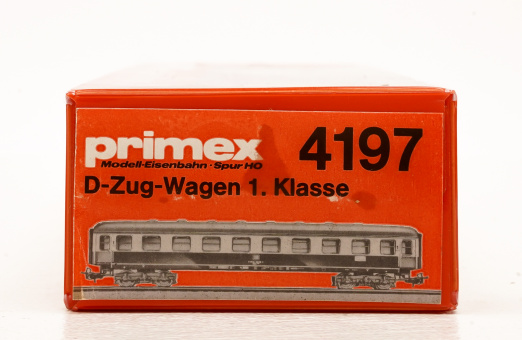 primex 4197
Modell-Eisenbahn · Spur HO
D-Zug-Wagen 1. Klasse